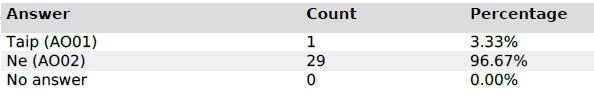 Answer Count Percentage
Taip (AO01) 1 3.33%
Ne (AO02) 29 96.67%
No answer 0 0.00%